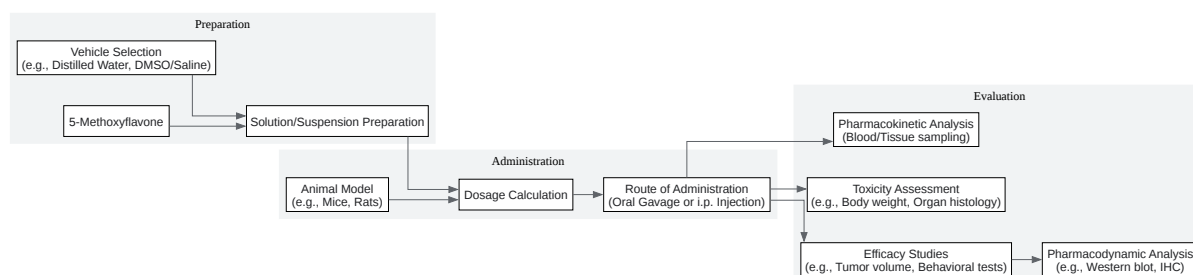 Preparation
Vehicle Selection
(e.g., Distilled Water, DMSO/Saline)
5-Methoxyflavone
Solution/Suspension Preparation
Administration
Animal Model
(e.g., Mice, Rats)
Dosage Calculation
Route of Administration
(Oral Gavage or i.p. Injection)
Evaluation
Pharmacokinetic Analysis
(Blood/Tissue sampling)
Toxicity Assessment
(e.g., Body weight, Organ histology)
Efficacy Studies
(e.g., Tumor volume, Behavioral tests)
Pharmacodynamic Analysis
(e.g., Western blot, IHC)